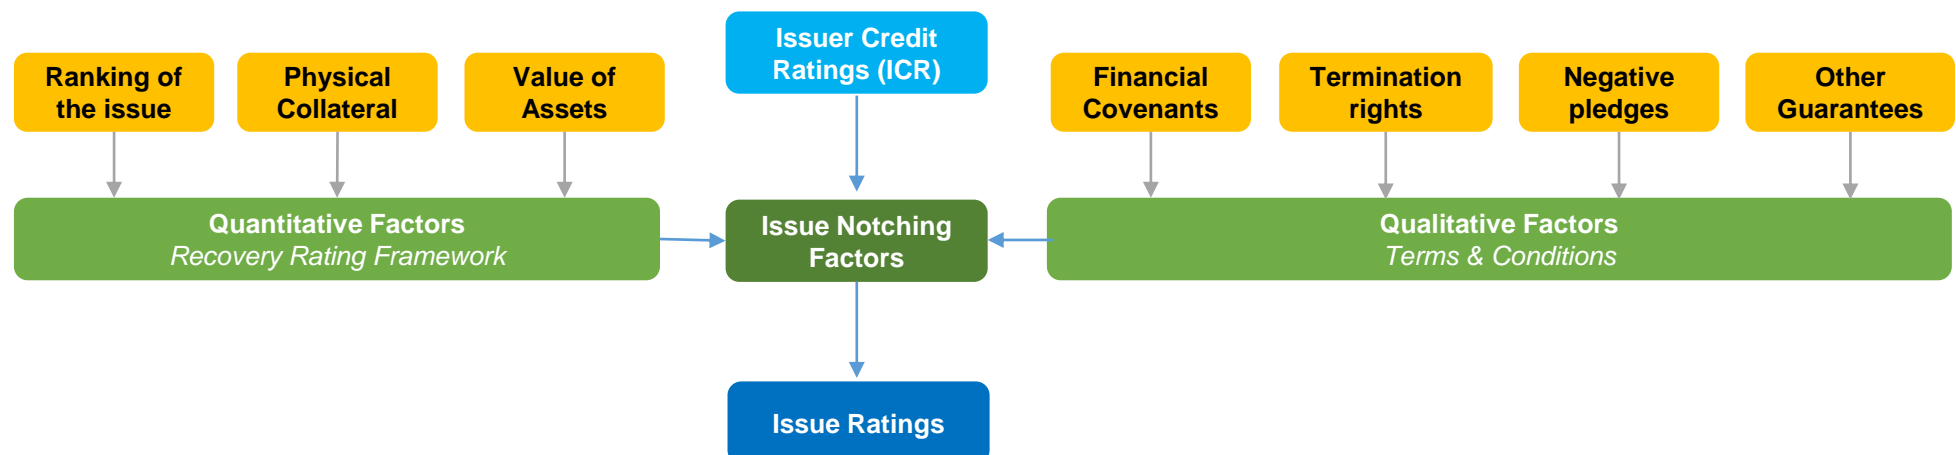 Issuer Credit
Ratings (ICR)
Ranking of
the issue
Physical
Collateral
Value of
Assets
Financial
Covenants
Termination
rights
Negative
pledges
Other
Guarantees
Quantitative Factors
Recovery Rating Framework
Issue Notching
Factors
Qualitative Factors
Terms & Conditions
Issue Ratings